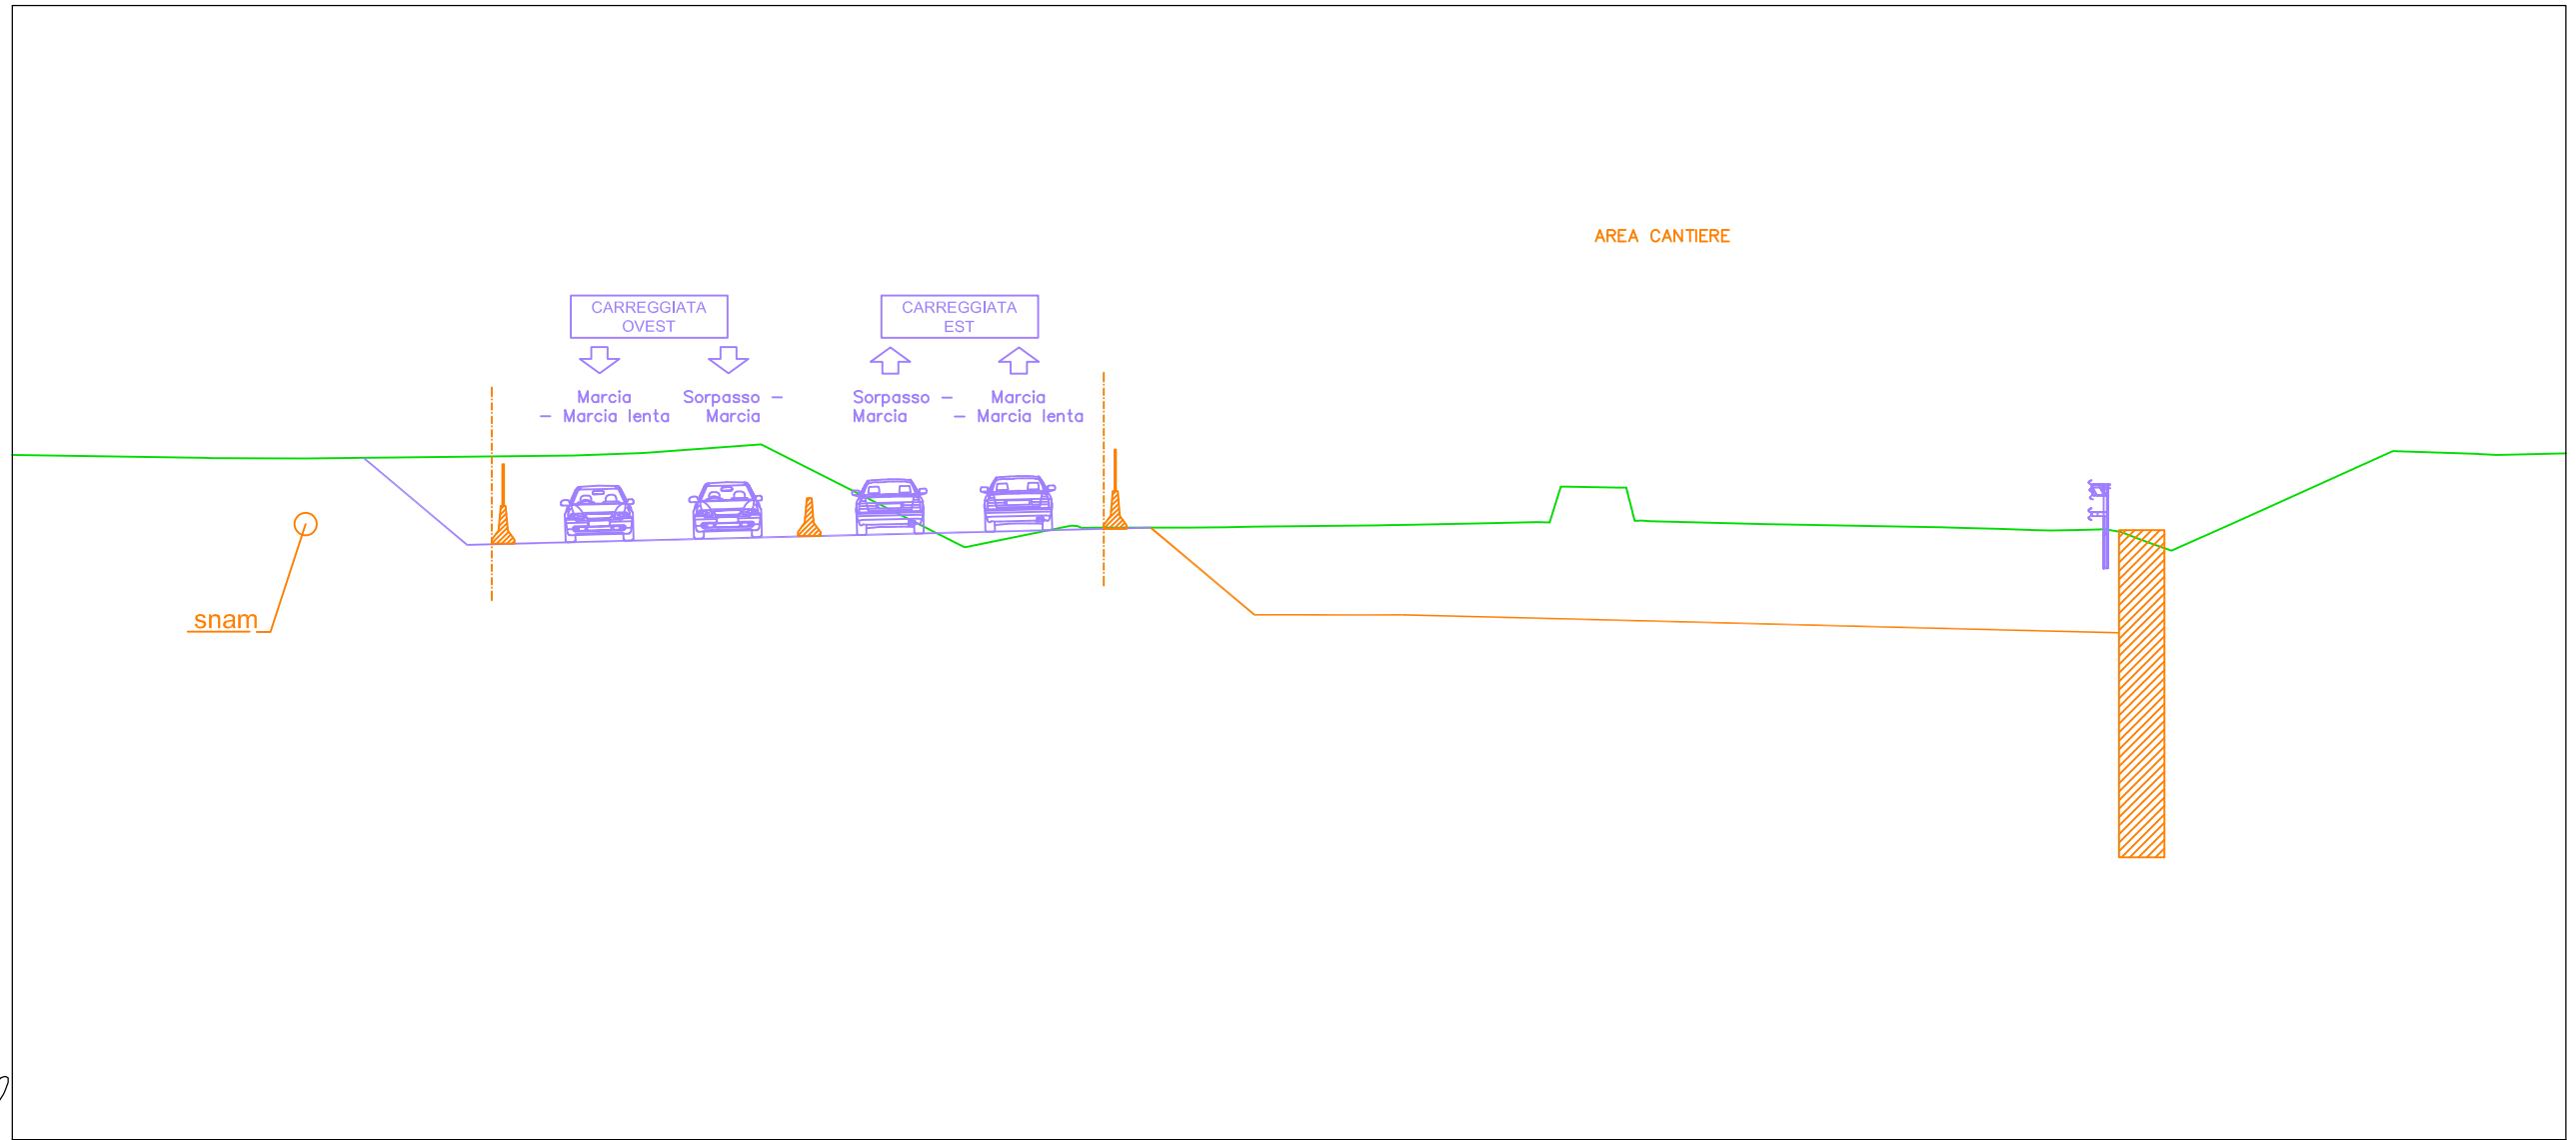 AREA CANTIERE
CARREGGIATA
OVEST
CARREGGIATA
EST
Marcia
– Marcia lenta
Sorpasso –
Marcia
Sorpasso –
Marcia
Marcia
– Marcia lenta
snam